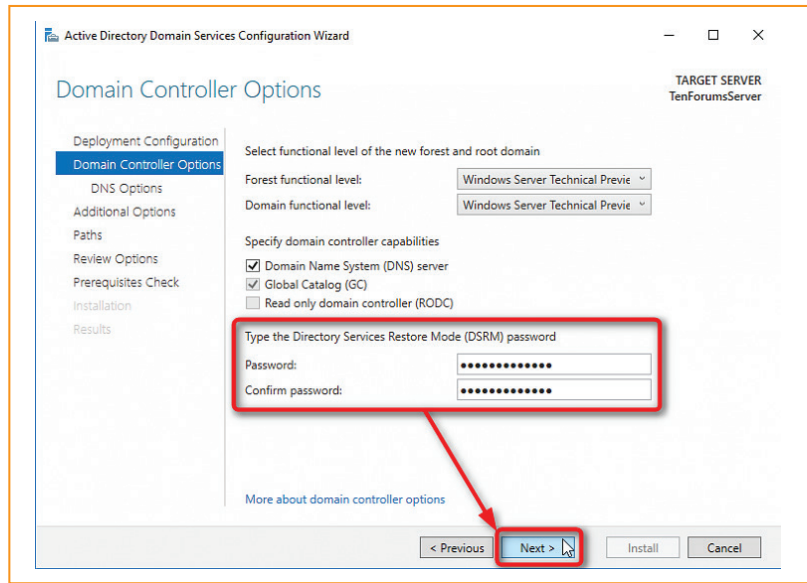 Active Directory Domain Services Configuration Wizard
Domain Controller Options
TARGET SERVER
TenForumsServer
Deployment Configuration
Domain Controller Options
DNS Options
Additional Options
Paths
Review Options
Prerequisites Check
Installation
Results
Select functional level of the new forest and root domain
Forest functional level: Windows Server Technical Previe
Domain functional level: Windows Server Technical Previe
Specify domain controller capabilities
Domain Name System (DNS) server
Global Catalog (GC)
Read only domain controller (RODC)
Type the Directory Services Restore Mode (DSRM) password
Password: •••••••••••••
Confirm password: •••••••••••••
More about domain controller options
< Previous Next > Install Cancel